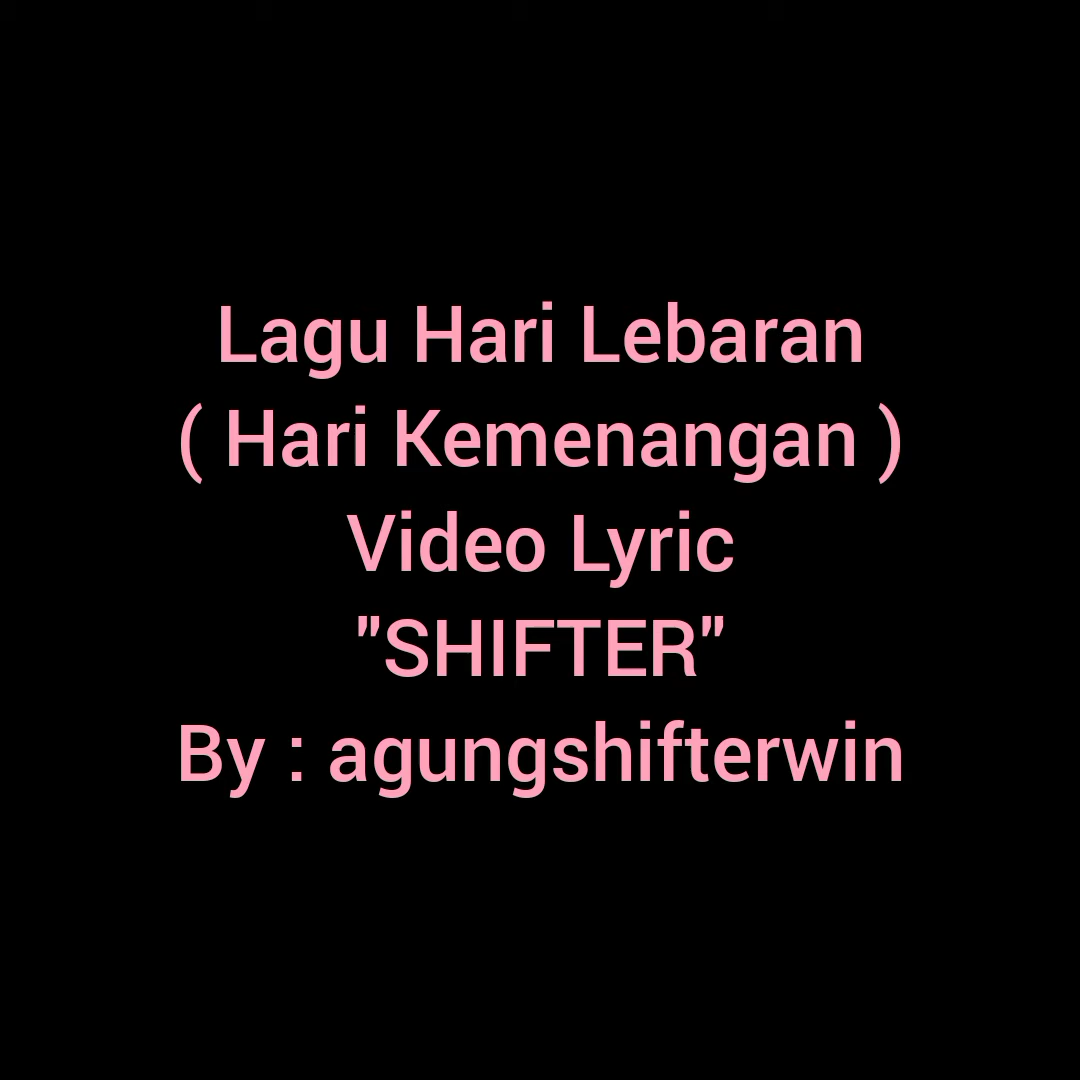 Lagu Hari Lebaran
( Hari Kemenangan )
Video Lyric
"SHIFTER"
By : agungshifterwin